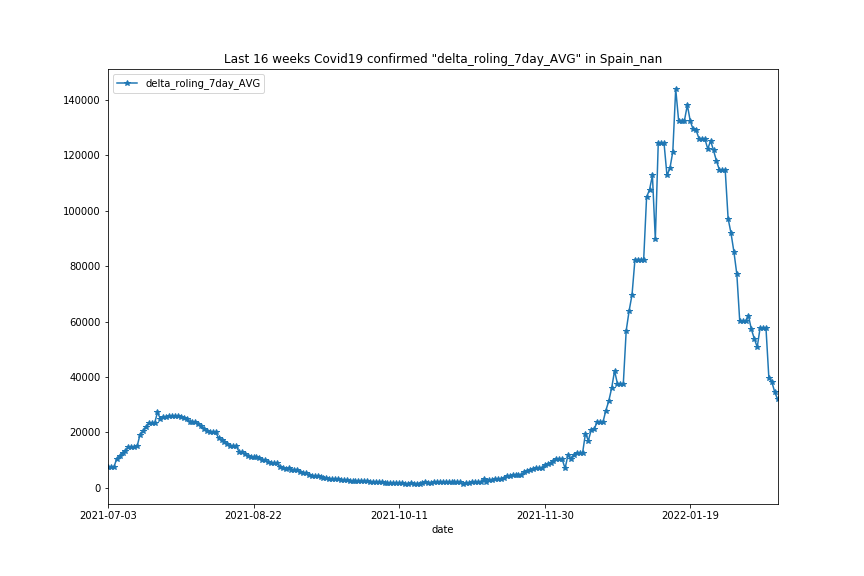 Last 16 weeks Covid19 confirmed "delta_roling_7day_AVG" in Spain_nan
delta_roling_7day_AVG
140000
120000
100000
80000
60000
40000
20000
0
2021-07-03 2021-08-22 2021-10-11 2021-11-30 2022-01-19
date